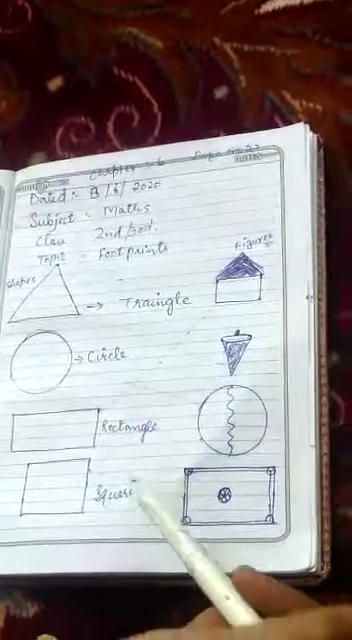 Chapter - 6
Dated :- 13/6/2020
Subject - Maths
Class 2nd/
Topic - Foot prints
Shapes
Figures
→ Traingle
→ Circle
Rectangle
Square